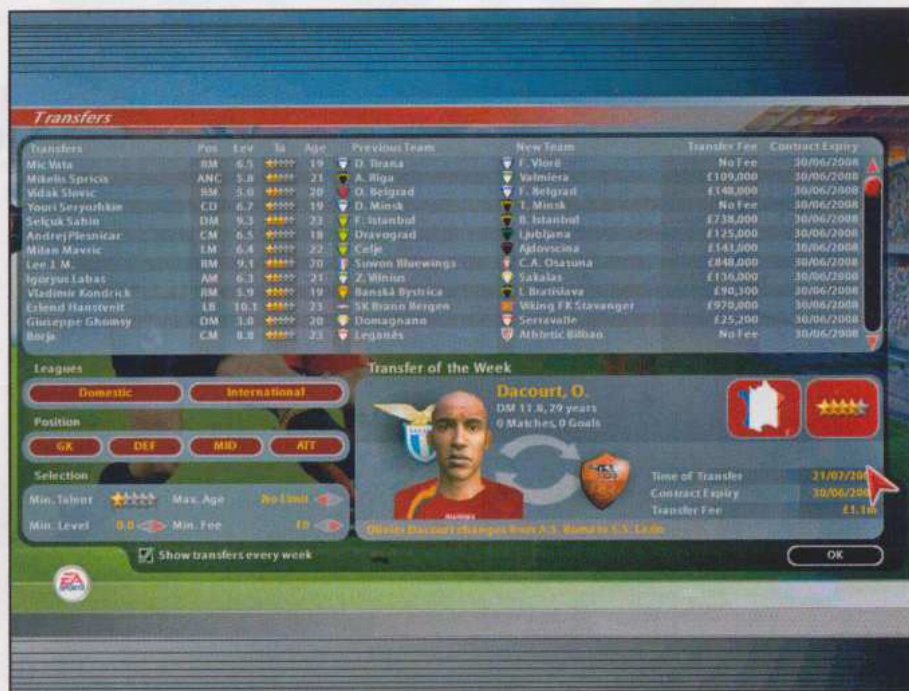 Transfers
Transfers Pos Lev Ta Age Previous Team New Team Transfer Fee Contract Expiry
Mic Vata RM 6.5 19 D. Tirana F. Vlorë No Fee 30/06/2008
Mikelis Spricis ANC 5.8 21 A. Riga Valmiera £109,000 30/06/2008
Vidak Slovic RM 5.0 20 O. Belgrad F. Belgrad £148,000 30/06/2008
Youri Seryozhkin CD 6.7 19 D. Minsk T. Minsk No Fee 30/06/2008
Selçuk Sahin DM 9.3 23 F. Istanbul B. Istanbul £738,000 30/06/2008
Andrej Plesnicar CM 6.5 18 Dravograd Ljubljana £125,000 30/06/2008
Milan Mavric LM 6.4 22 Celje Ajdovscina £143,000 30/06/2008
Lee J. M. RM 9.1 20 Suwon Bluewings C.A. Osasuna £848,000 30/06/2008
Igoryus Labas AM 6.3 21 Z. Vilnius Sakalas £136,000 30/06/2008
Vladimir Kondrick RM 5.9 19 Banská Bystrica I. Bratislava £90,300 30/06/2008
Erlend Hanstveit LB 10.3 23 SK Brann Bergen Viking FK Stavanger £970,000 30/06/2008
Giuseppe Ghomsy DM 3.0 20 Domagnano Serravalle £25,200 30/06/2008
Borja CM 8.8 23 Leganés Athletic Bilbao No Fee 30/06/2008
Leagues
Domestic International
Position
GK DEF MID ATT
Selection
Min. Talent Max. Age No Limit
Min. Level 0.0 Min. Fee £0
Transfer of the Week
Dacourt, O.
DM 11.8, 29 years
0 Matches, 0 Goals
Time of Transfer 21/07/
Contract Expiry 30/06/
Transfer Fee £1.1m
Olivier Dacourt changes from A.S. Roma to S.S. Lazio
Show transfers every week
OK
EA
SPORTS